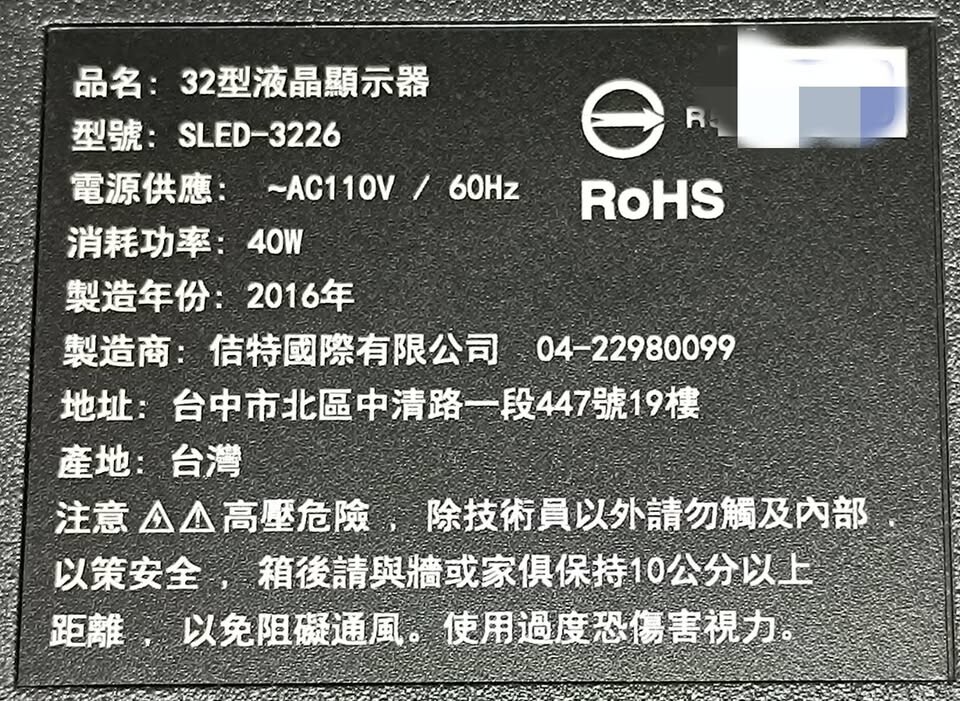 品名： 32型液晶顯示器
型號： SLED-3226
電源供應： ~AC110V / 60Hz
消耗功率： 40W
製造年份： 2016年
製造商： 佶特國際有限公司 04-22980099
地址： 台中市北區中清路一段447號19樓
產地： 台灣
注意 ⚠⚠ 高壓危險 , 除技術員以外請勿觸及內部 .
以策安全 , 箱後請與牆或家俱保持10公分以上
距離 , 以免阻礙通風。使用過度恐傷害視力。
RoHS